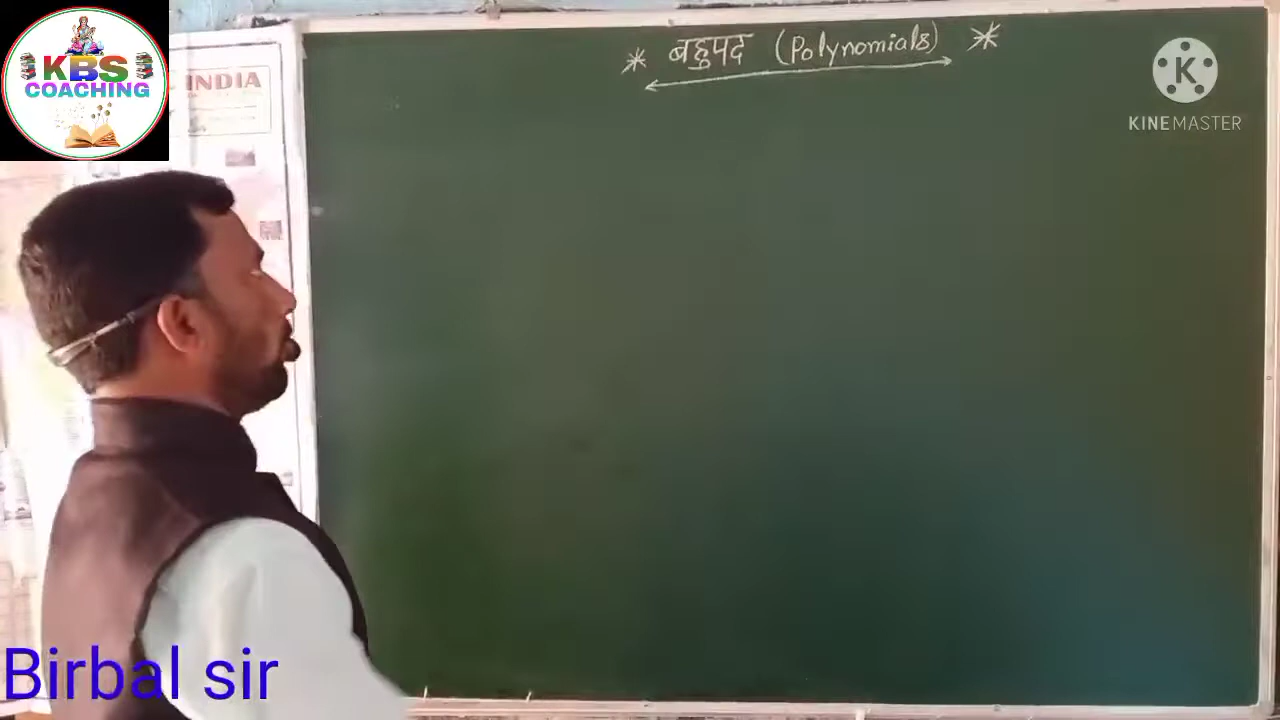 * बहुपद (Polynomials) *
KBS
COACHING
INDIA
K
KINEMASTER
Birbal sir